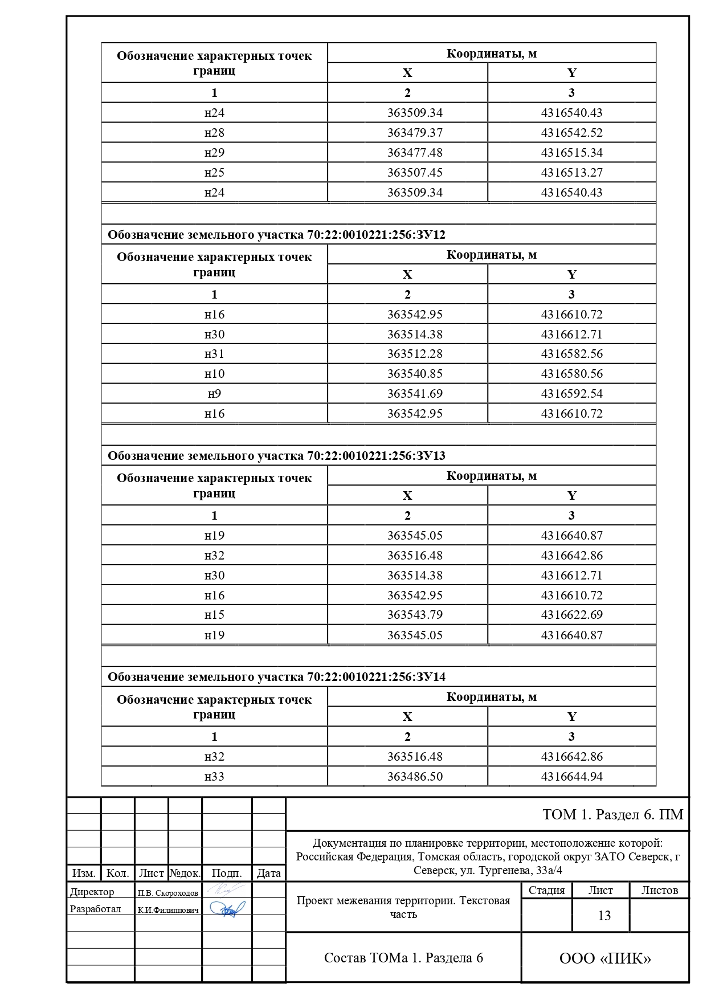 Обозначение характерных точек границ
Координаты, м
X Y
1 2 3
н24 363509.34 4316540.43
н28 363479.37 4316542.52
н29 363477.48 4316515.34
н25 363507.45 4316513.27
н24 363509.34 4316540.43
Обозначение земельного участка 70:22:0010221:256:ЗУ12
Обозначение характерных точек границ
Координаты, м
X Y
1 2 3
н16 363542.95 4316610.72
н30 363514.38 4316612.71
н31 363512.28 4316582.56
н10 363540.85 4316580.56
н9 363541.69 4316592.54
н16 363542.95 4316610.72
Обозначение земельного участка 70:22:0010221:256:ЗУ13
Обозначение характерных точек границ
Координаты, м
X Y
1 2 3
н19 363545.05 4316640.87
н32 363516.48 4316642.86
н30 363514.38 4316612.71
н16 363542.95 4316610.72
н15 363543.79 4316622.69
н19 363545.05 4316640.87
Обозначение земельного участка 70:22:0010221:256:ЗУ14
Обозначение характерных точек границ
Координаты, м
X Y
1 2 3
н32 363516.48 4316642.86
н33 363486.50 4316644.94
ТОМ 1. Раздел 6. ПМ
Документация по планировке территории, местоположение которой:
Российская Федерация, Томская область, городской округ ЗАТО Северск, г
Северск, ул. Тургенева, 33а/4
Изм. Кол. Лист №док. Подп. Дата
Директор П.В. Скороходов
Разработал К.И.Филиппович
Проект межевания территории. Текстовая
часть
Стадия Лист Листов
13
Состав ТОМа 1. Раздела 6
ООО «ПИК»